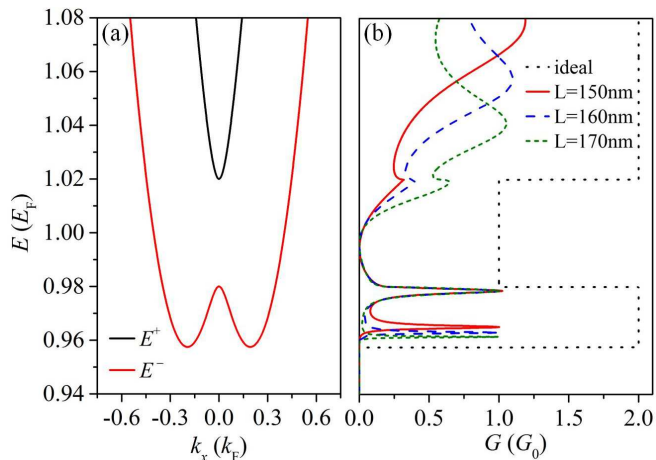 (a)
1.08
1.06
1.04
1.02
1.00
0.98
0.96
0.94
E (E_F)
E⁺
E⁻
-0.6
-0.3
0.0
0.3
0.6
k_x (k_F)
(b)
ideal
L=150nm
L=160nm
L=170nm
0.0
0.5
1.0
1.5
2.0
G (G_0)